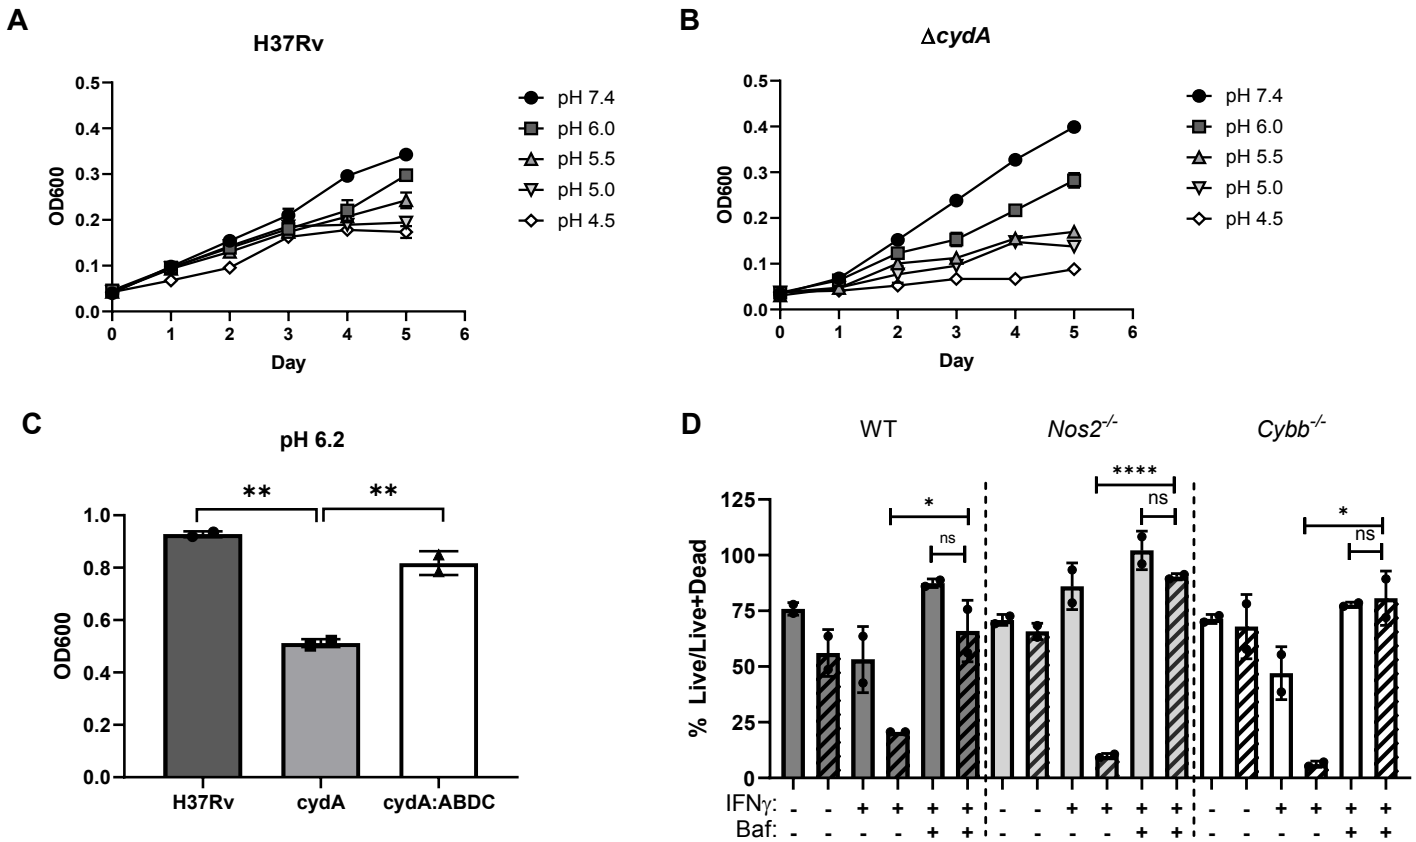 A
H37Rv
0.5
0.4
0.3
0.2
0.1
0.0
OD600
0 1 2 3 4 5 6
Day
pH 7.4
pH 6.0
pH 5.5
pH 5.0
pH 4.5
B
ΔcydA
0.5
0.4
0.3
0.2
0.1
0.0
OD600
0 1 2 3 4 5 6
Day
pH 7.4
pH 6.0
pH 5.5
pH 5.0
pH 4.5
C
pH 6.2
** **
1.0
0.8
0.6
0.4
0.2
0.0
OD600
H37Rv cydA cydA:ABDC
D
WT Nos2-/- Cybb-/-
* **** *
ns ns ns
125
100
75
50
25
0
% Live/Live+Dead
IFNγ: - - + + + + - - + + + + - - + + + +
Baf: - - - - + + - - - - + + - - - - + +